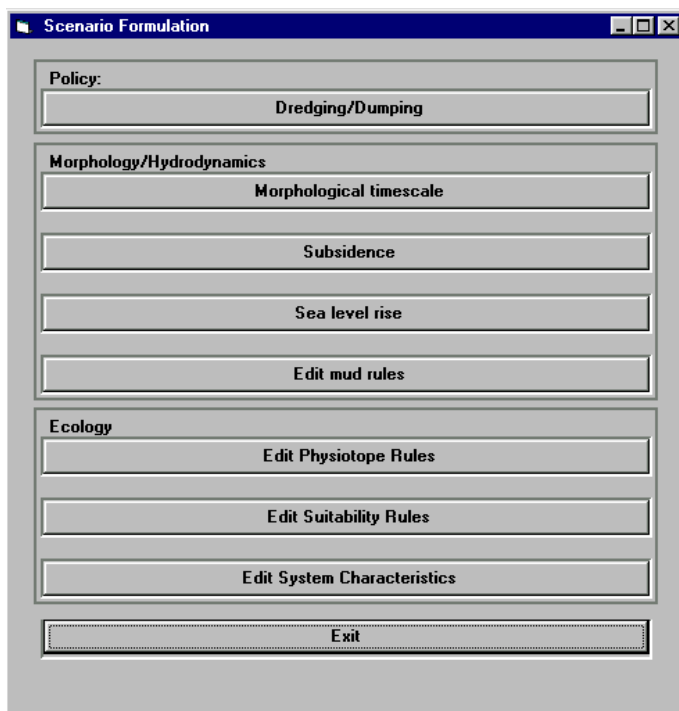 Scenario Formulation
Policy:
Dredging/Dumping
Morphology/Hydrodynamics
Morphological timescale
Subsidence
Sea level rise
Edit mud rules
Ecology
Edit Physiotope Rules
Edit Suitability Rules
Edit System Characteristics
Exit